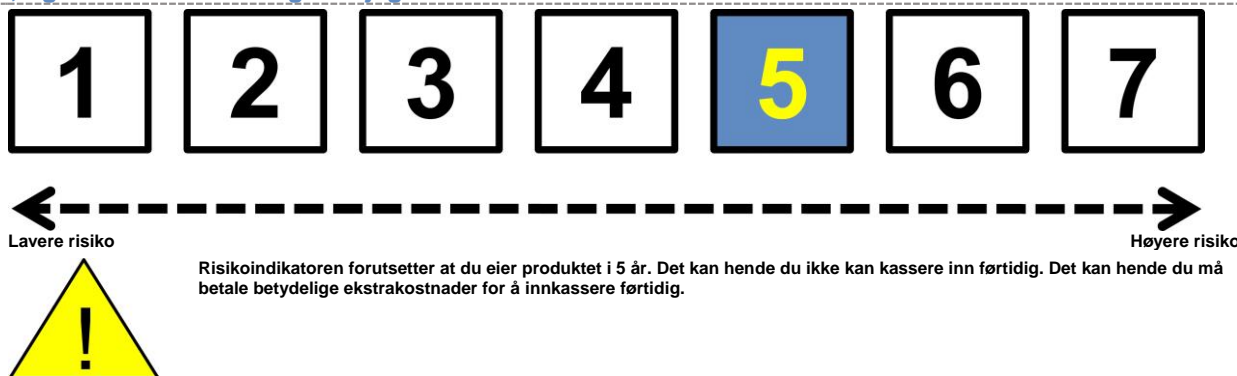 1 2 3 4 5 6 7
Lavere risiko Høyere risiko
Risikoindikatoren forutsetter at du eier produktet i 5 år. Det kan hende du ikke kan kassere inn førtidig. Det kan hende du må
betale betydelige ekstrakostnader for å innkassere førtidig.
!